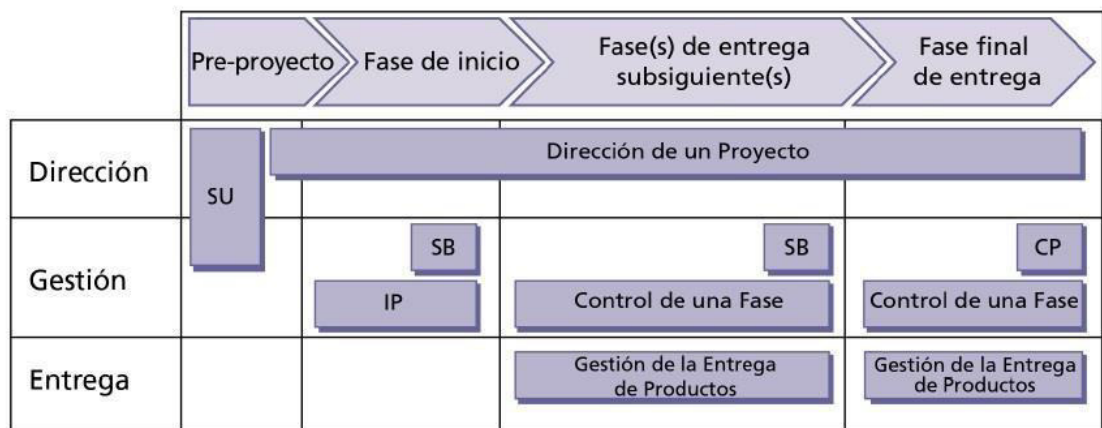 Pre-proyecto
Fase de inicio
Fase(s) de entrega
subsiguiente(s)
Fase final
de entrega
Dirección
SU
Dirección de un Proyecto
Gestión
SB
SB
CP
IP
Control de una Fase
Control de una Fase
Entrega
Gestión de la Entrega
de Productos
Gestión de la Entrega
de Productos